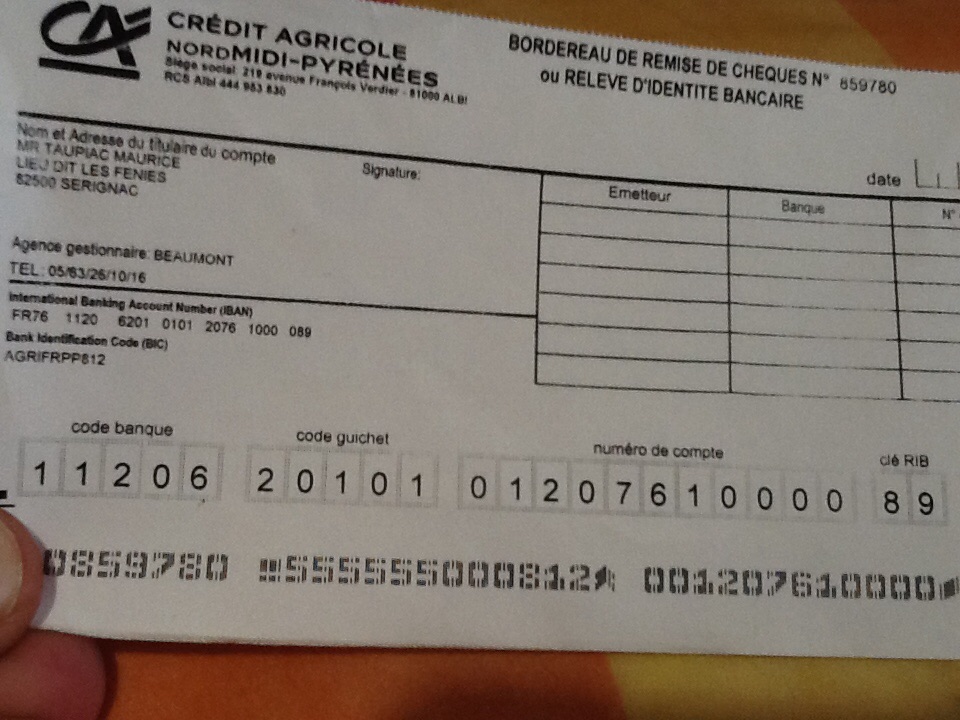 CA
CRÉDIT AGRICOLE
NORDMIDI-PYRÉNÉES
Siège social 219 avenue François Verdier - 81000 ALBI
RCS Albi 444 953 830
BORDEREAU DE REMISE DE CHEQUES N° 859780
ou RELEVE D'IDENTITE BANCAIRE
Nom et Adresse du titulaire du compte
MR TAUPIAC MAURICE
LIEU DIT LES FENIES
82500 SERIGNAC
Signature:
date
Emetteur Banque N°
Agence gestionnaire: BEAUMONT
TEL: 05/63/26/10/16
International Banking Account Number (IBAN)
FR76 1120 6201 0101 2076 1000 089
Bank Identification Code (BIC)
AGRIFRPP812
code banque code guichet numéro de compte clé RIB
11206 20101 01207610000 89
0859780 555555000812 001207610000